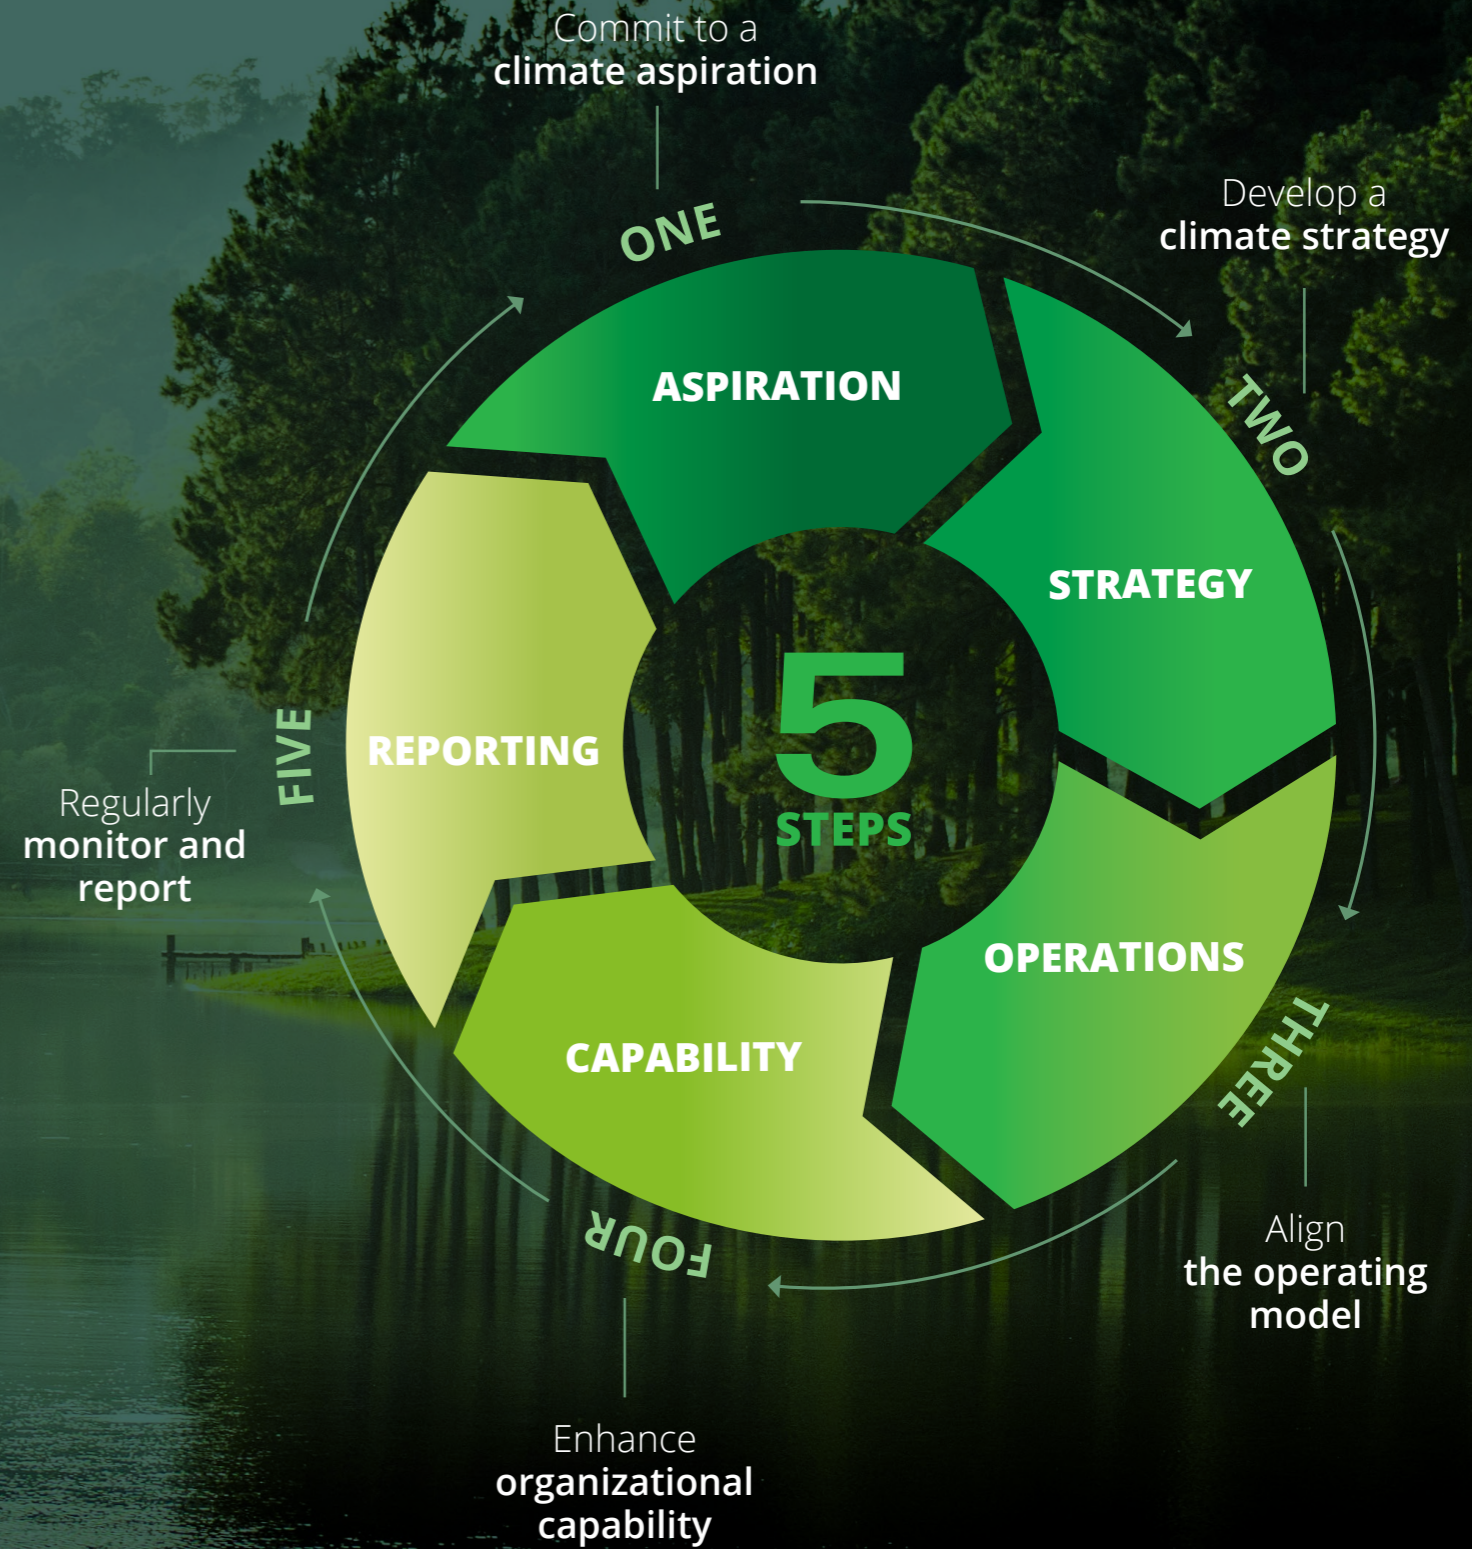 Commit to a
climate aspiration
ONE
ASPIRATION
Develop a
climate strategy
TWO
STRATEGY
5
STEPS
OPERATIONS
THREE
Align
the operating
model
CAPABILITY
FOUR
Enhance
organizational
capability
REPORTING
FIVE
Regularly
monitor and
report